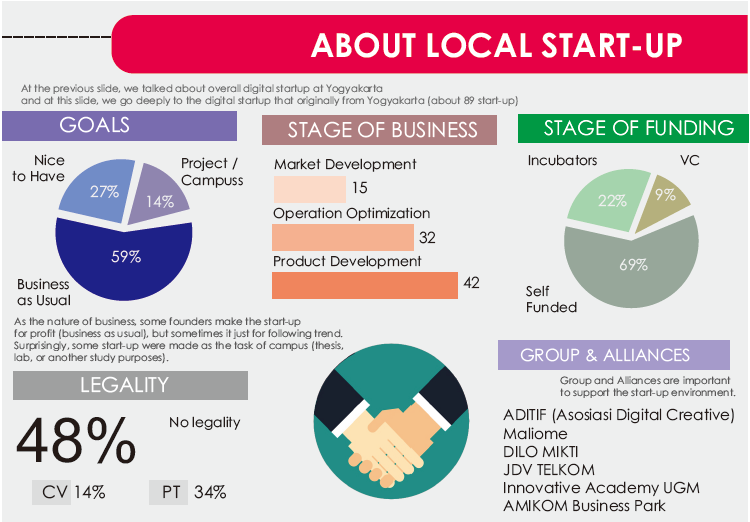 ABOUT LOCAL START-UP
At the previous slide, we talked about overall digital startup at Yogyakarta
and at this slide, we go deeply to the digital startup that originally from Yogyakarta (about 89 start-up)
GOALS
Nice
to Have
Project /
Campuss
27%
14%
59%
Business
as Usual
As the nature of business, some founders make the start-up
for profit (business as usual), but sometimes it just for following trend.
Surprisingly, some start-up were made as the task of campus (thesis,
lab, or another study purposes).
STAGE OF BUSINESS
Market Development
15
Operation Optimization
32
Product Development
42
STAGE OF FUNDING
Incubators
VC
22%
9%
69%
Self
Funded
LEGALITY
48%
No legality
CV 14%
PT 34%
GROUP & ALLIANCES
Group and Alliances are important
to support the start-up environment.
ADITIF (Asosiasi Digital Creative)
Maliome
DILO MIKTI
JDV TELKOM
Innovative Academy UGM
AMIKOM Business Park